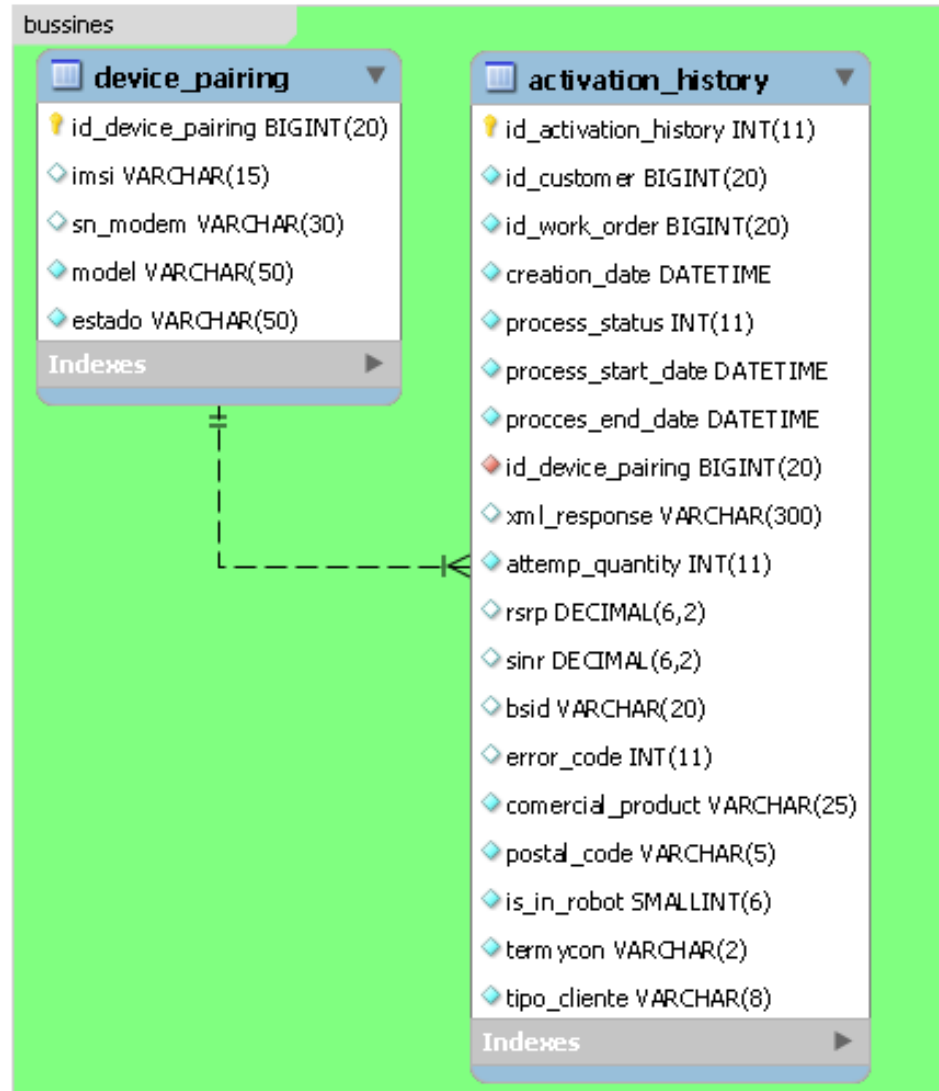 bussines
device_pairing
id_device_pairing BIGINT(20)
imsi VARCHAR(15)
sn_modem VARCHAR(30)
model VARCHAR(50)
estado VARCHAR(50)
Indexes
activation_history
id_activation_history INT(11)
id_customer BIGINT(20)
id_work_order BIGINT(20)
creation_date DATETIME
process_status INT(11)
process_start_date DATETIME
procces_end_date DATETIME
id_device_pairing BIGINT(20)
xml_response VARCHAR(300)
attemp_quantity INT(11)
rsrp DECIMAL(6,2)
sinr DECIMAL(6,2)
bsid VARCHAR(20)
error_code INT(11)
comercial_product VARCHAR(25)
postal_code VARCHAR(5)
is_in_robot SMALLINT(6)
termycon VARCHAR(2)
tipo_cliente VARCHAR(8)
Indexes